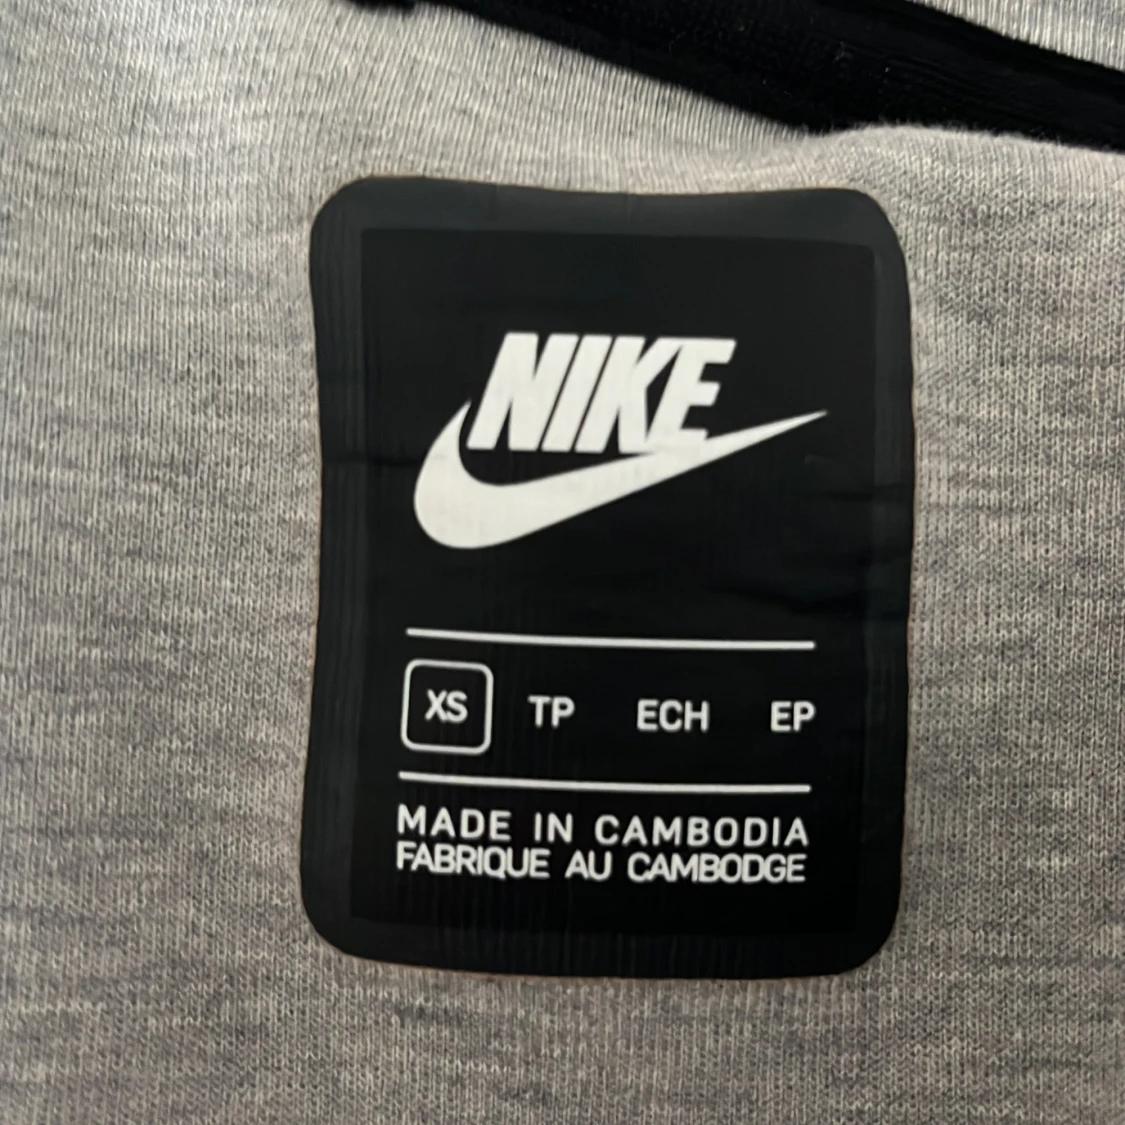 NIKE
XS TP ECH EP
MADE IN CAMBODIA
FABRIQUE AU CAMBODGE